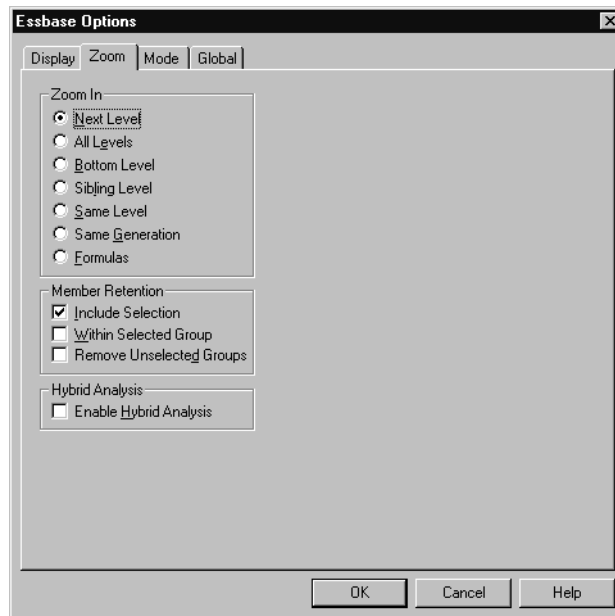 Essbase Options
Display Zoom Mode Global
Zoom In
Next Level
All Levels
Bottom Level
Sibling Level
Same Level
Same Generation
Formulas
Member Retention
Include Selection
Within Selected Group
Remove Unselected Groups
Hybrid Analysis
Enable Hybrid Analysis
OK Cancel Help